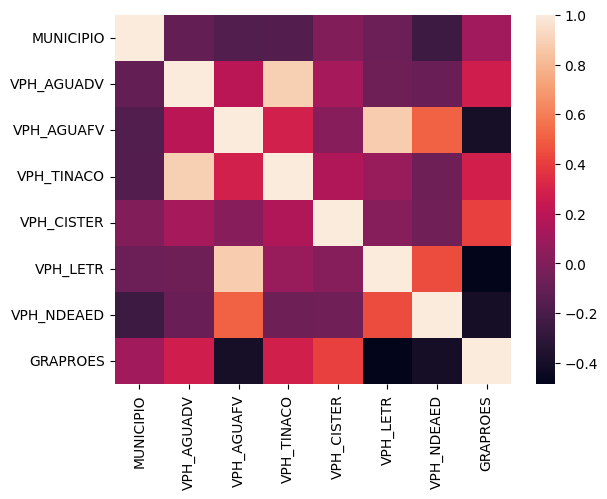 MUNICIPIO
VPH_AGUADV
VPH_AGUAFV
VPH_TINACO
VPH_CISTER
VPH_LETR
VPH_NDEAED
GRAPROES
MUNICIPIO
VPH_AGUADV
VPH_AGUAFV
VPH_TINACO
VPH_CISTER
VPH_LETR
VPH_NDEAED
GRAPROES
1.0
0.8
0.6
0.4
0.2
0.0
−0.2
−0.4